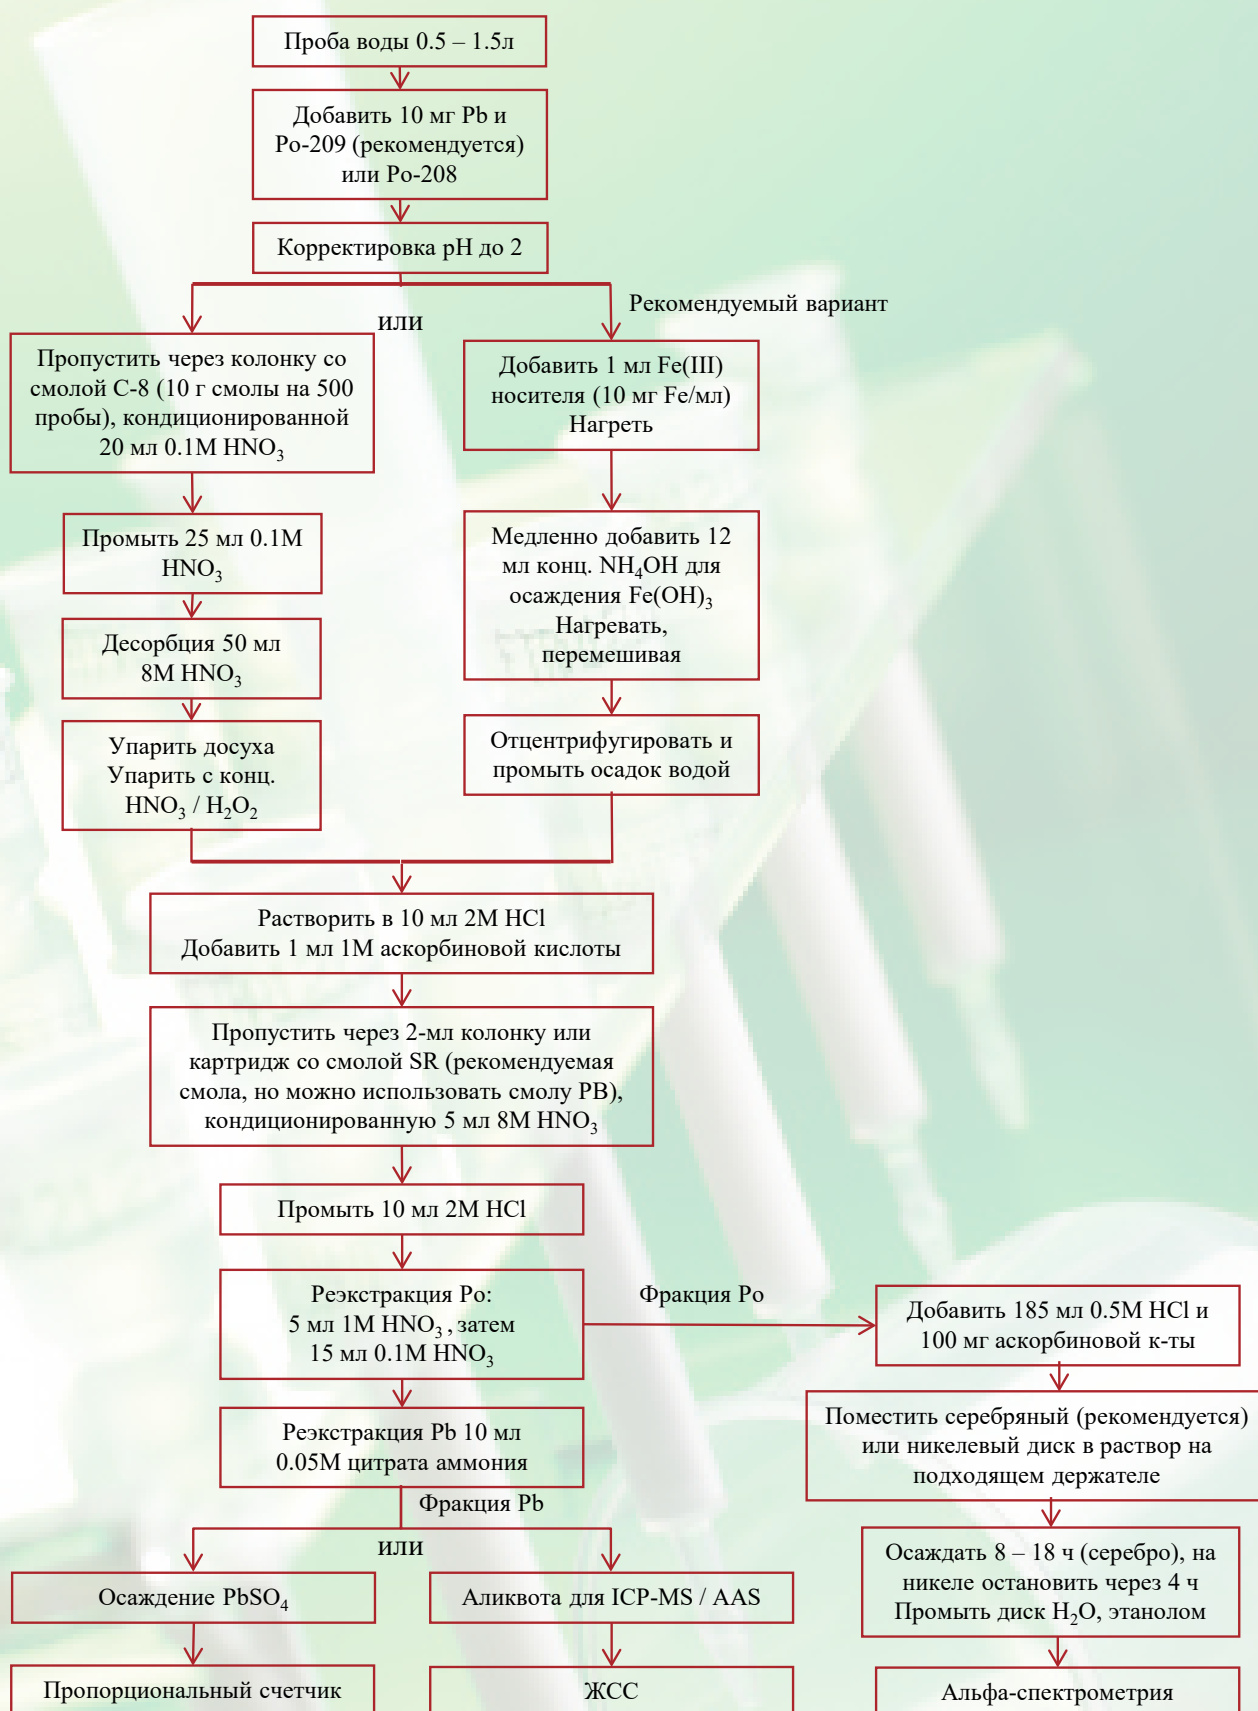 Проба воды 0.5 – 1.5л
Добавить 10 мг Pb и
Po-209 (рекомендуется)
или Po-208
Корректировка pH до 2
или
Рекомендуемый вариант
Пропустить через колонку со
смолой C-8 (10 г смолы на 500
пробы), кондиционированной
20 мл 0.1М HNO₃
Промыть 25 мл 0.1М
HNO₃
Десорбция 50 мл
8М HNO₃
Упарить досуха
Упарить с конц.
HNO₃ / H₂O₂
Добавить 1 мл Fe(III)
носителя (10 мг Fe/мл)
Нагреть
Медленно добавить 12
мл конц. NH₄OH для
осаждения Fe(OH)₃
Нагревать,
перемешивая
Отцентрифугировать и
промыть осадок водой
Растворить в 10 мл 2М HCl
Добавить 1 мл 1М аскорбиновой кислоты
Пропустить через 2-мл колонку или
картридж со смолой SR (рекомендуемая
смола, но можно использовать смолу PB),
кондиционированную 5 мл 8М HNO₃
Промыть 10 мл 2М HCl
Реэкстракция Po:
5 мл 1М HNO₃ , затем
15 мл 0.1М HNO₃
Фракция Po
Реэкстракция Pb 10 мл
0.05М цитрата аммония
Фракция Pb
или
Осаждение PbSO₄
Пропорциональный счетчик
Аликвота для ICP-MS / AAS
ЖСС
Добавить 185 мл 0.5М HCl и
100 мг аскорбиновой к-ты
Поместить серебряный (рекомендуется)
или никелевый диск в раствор на
подходящем держателе
Осаждать 8 – 18 ч (серебро), на
никеле остановить через 4 ч
Промыть диск H₂O, этанолом
Альфа-спектрометрия